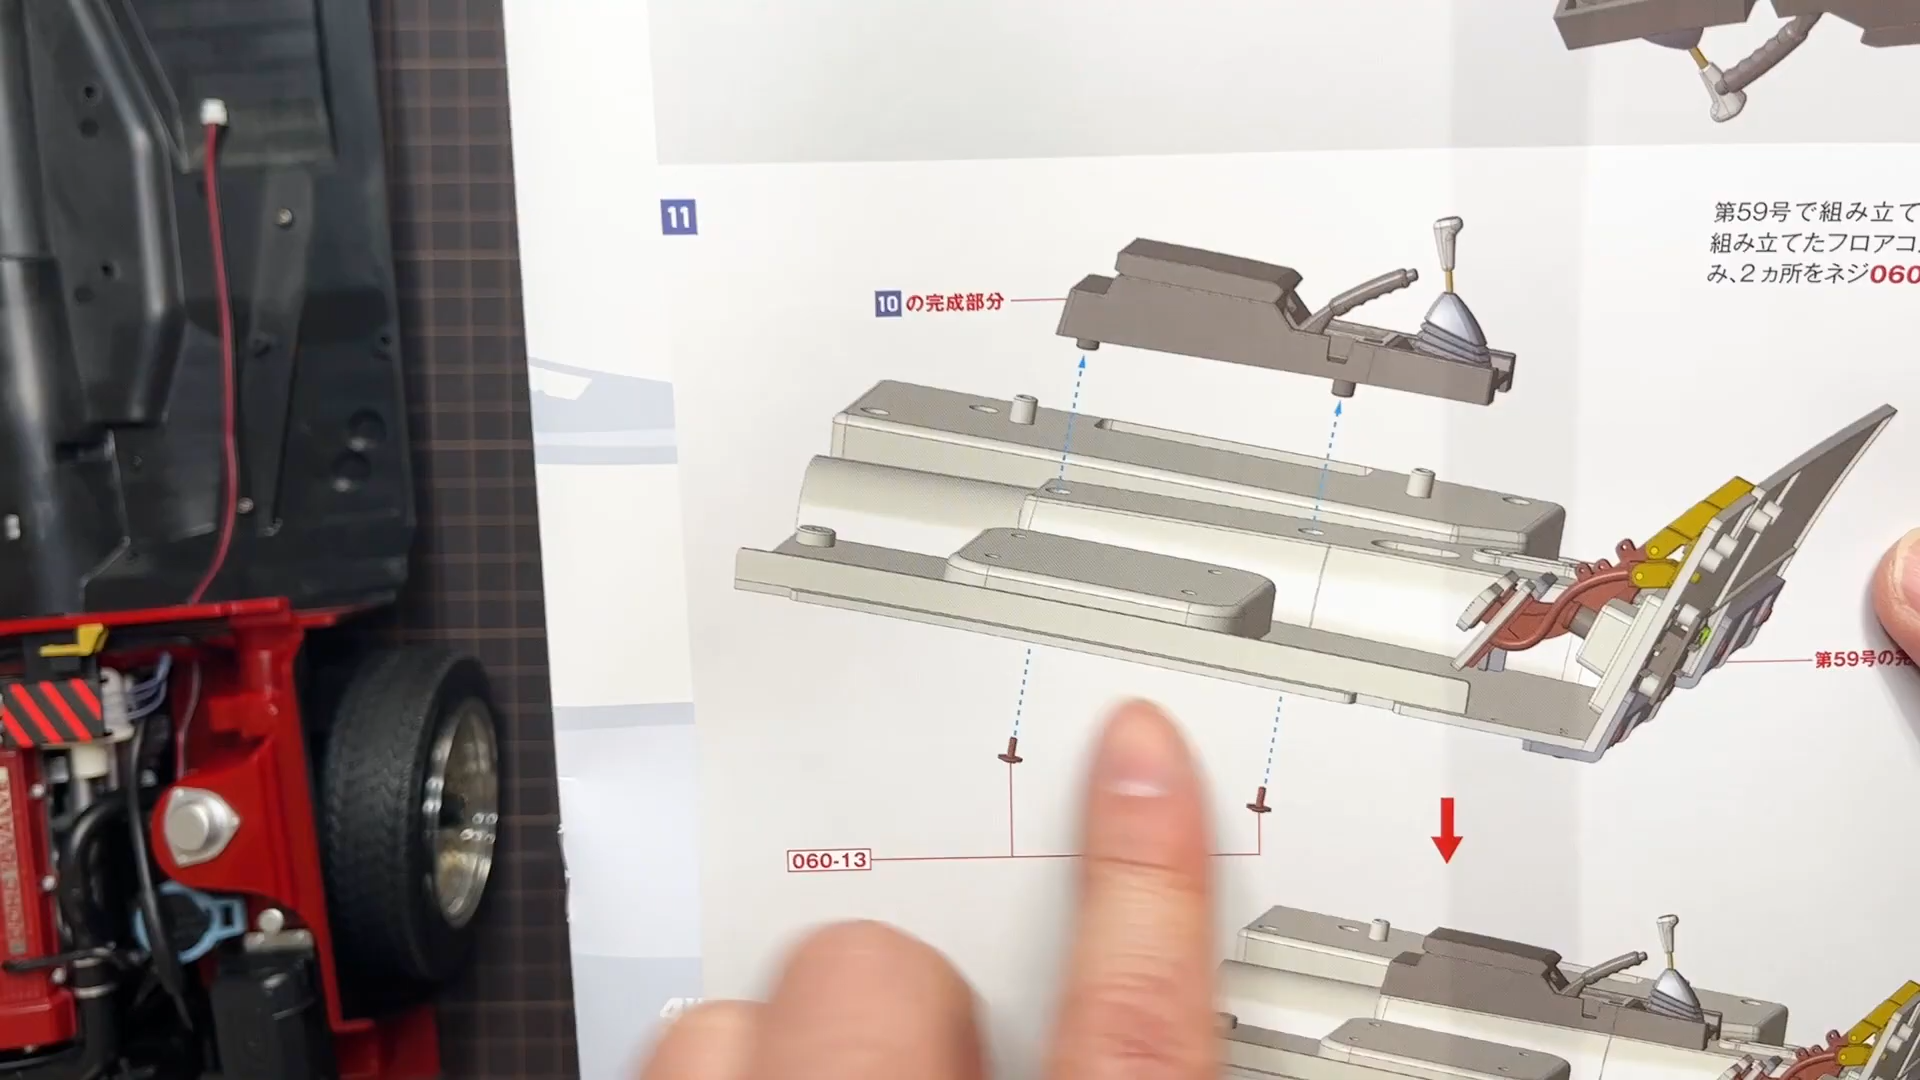 11
第59号で組み立て
組み立てたフロアコ
み、2ヵ所をネジ060
10の完成部分
第59号の完
060-13